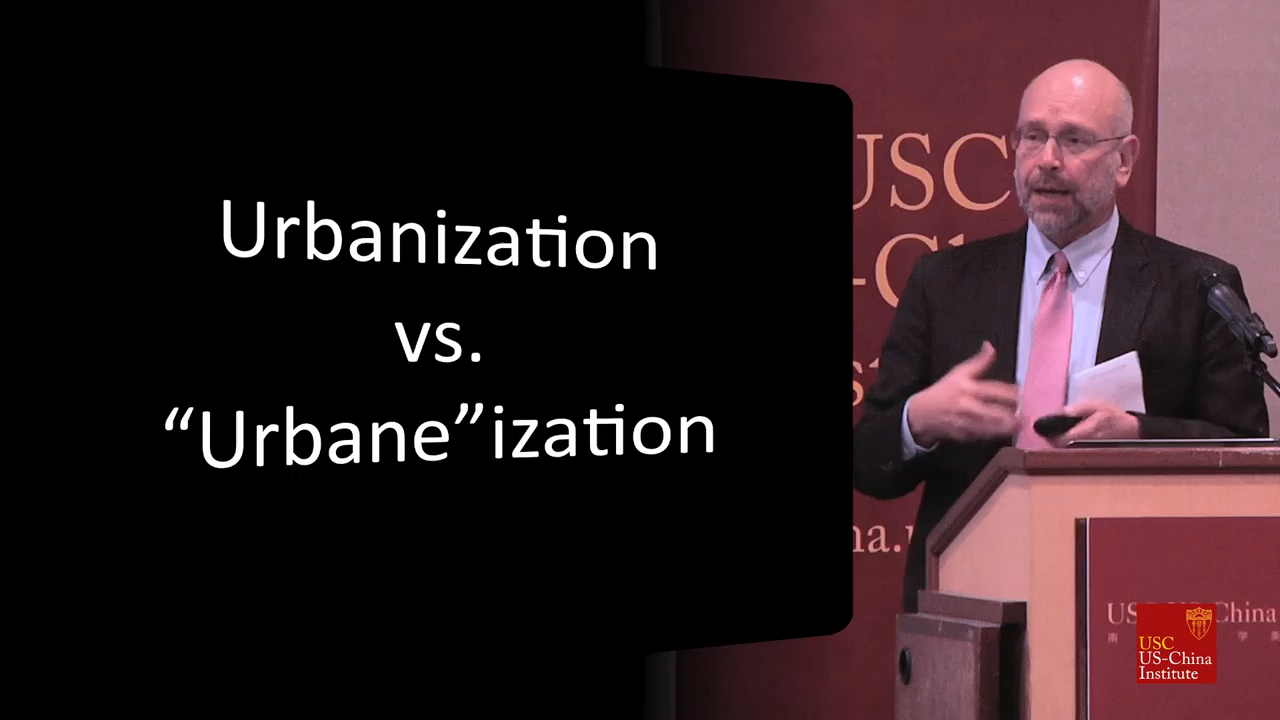 Urbanization
vs.
“Urbane”ization
USC
USC
US-China
Institute